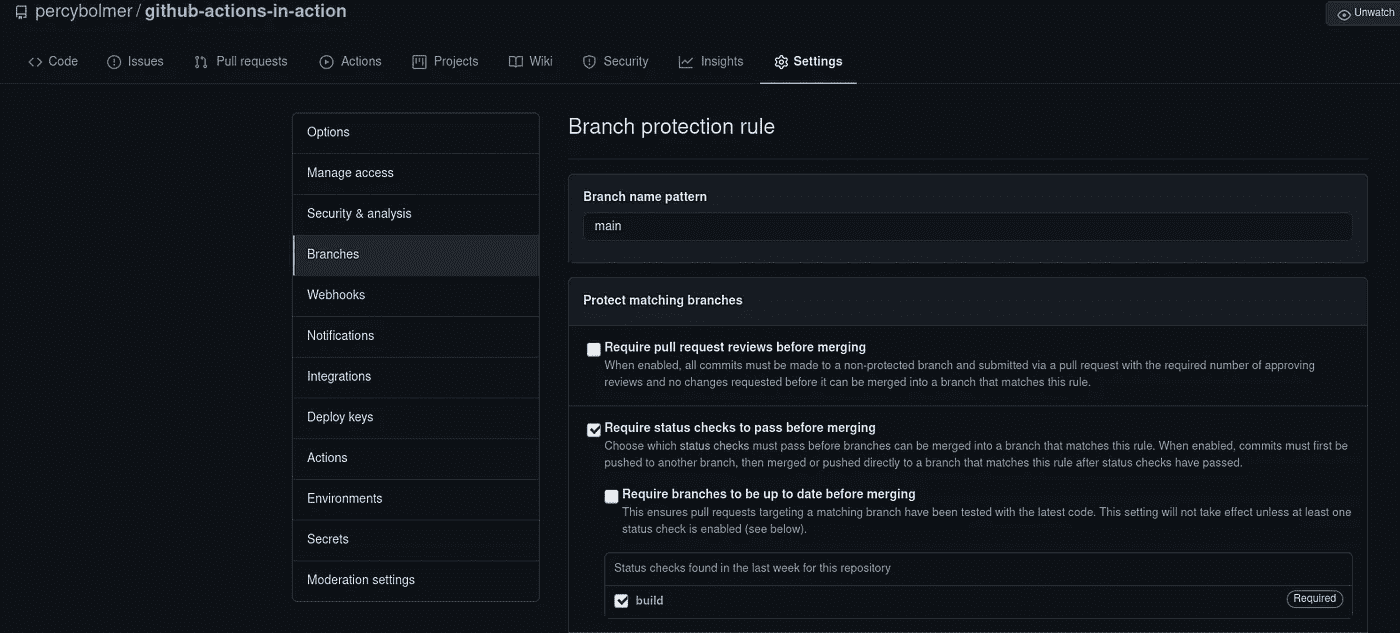 percybolmer / github-actions-in-action
Unwatch
Code Issues Pull requests Actions Projects Wiki Security Insights Settings
Options
Manage access
Security & analysis
Branches
Webhooks
Notifications
Integrations
Deploy keys
Actions
Environments
Secrets
Moderation settings
Branch protection rule
Branch name pattern
main
Protect matching branches
Require pull request reviews before merging
When enabled, all commits must be made to a non-protected branch and submitted via a pull request with the required number of approving
reviews and no changes requested before it can be merged into a branch that matches this rule.
Require status checks to pass before merging
Choose which status checks must pass before branches can be merged into a branch that matches this rule. When enabled, commits must first be
pushed to another branch, then merged or pushed directly to a branch that matches this rule after status checks have passed.
Require branches to be up to date before merging
This ensures pull requests targeting a matching branch have been tested with the latest code. This setting will not take effect unless at least one
status check is enabled (see below).
Status checks found in the last week for this repository
build Required